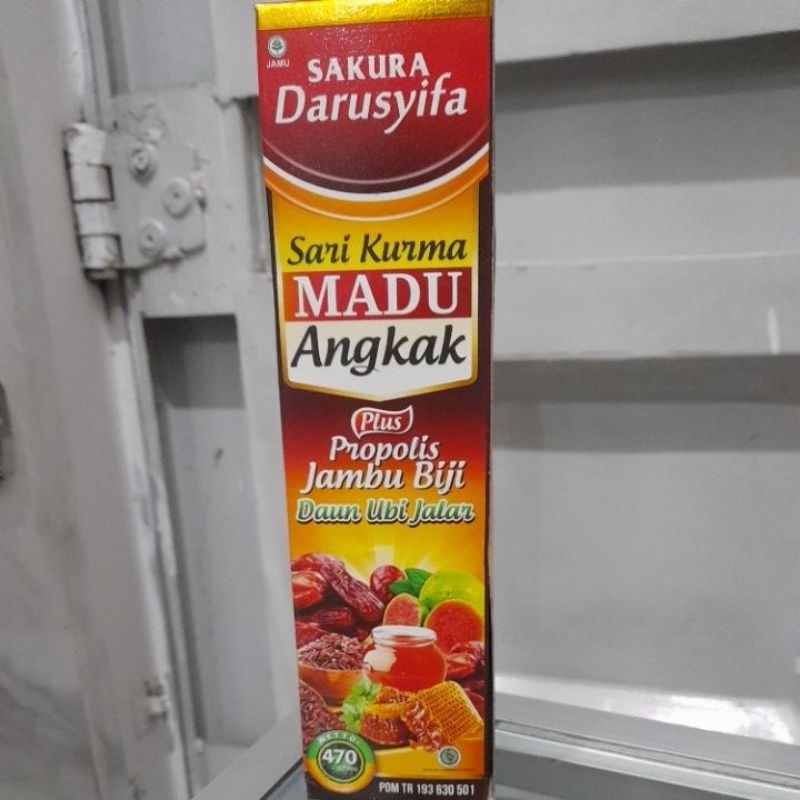 JAMU
SAKURA
Darusyifa
Sari Kurma
MADU
Angkak
Plus
Propolis
Jambu Biji
Daun Ubi Jalar
NETTO
470
POM TR 193 630 501